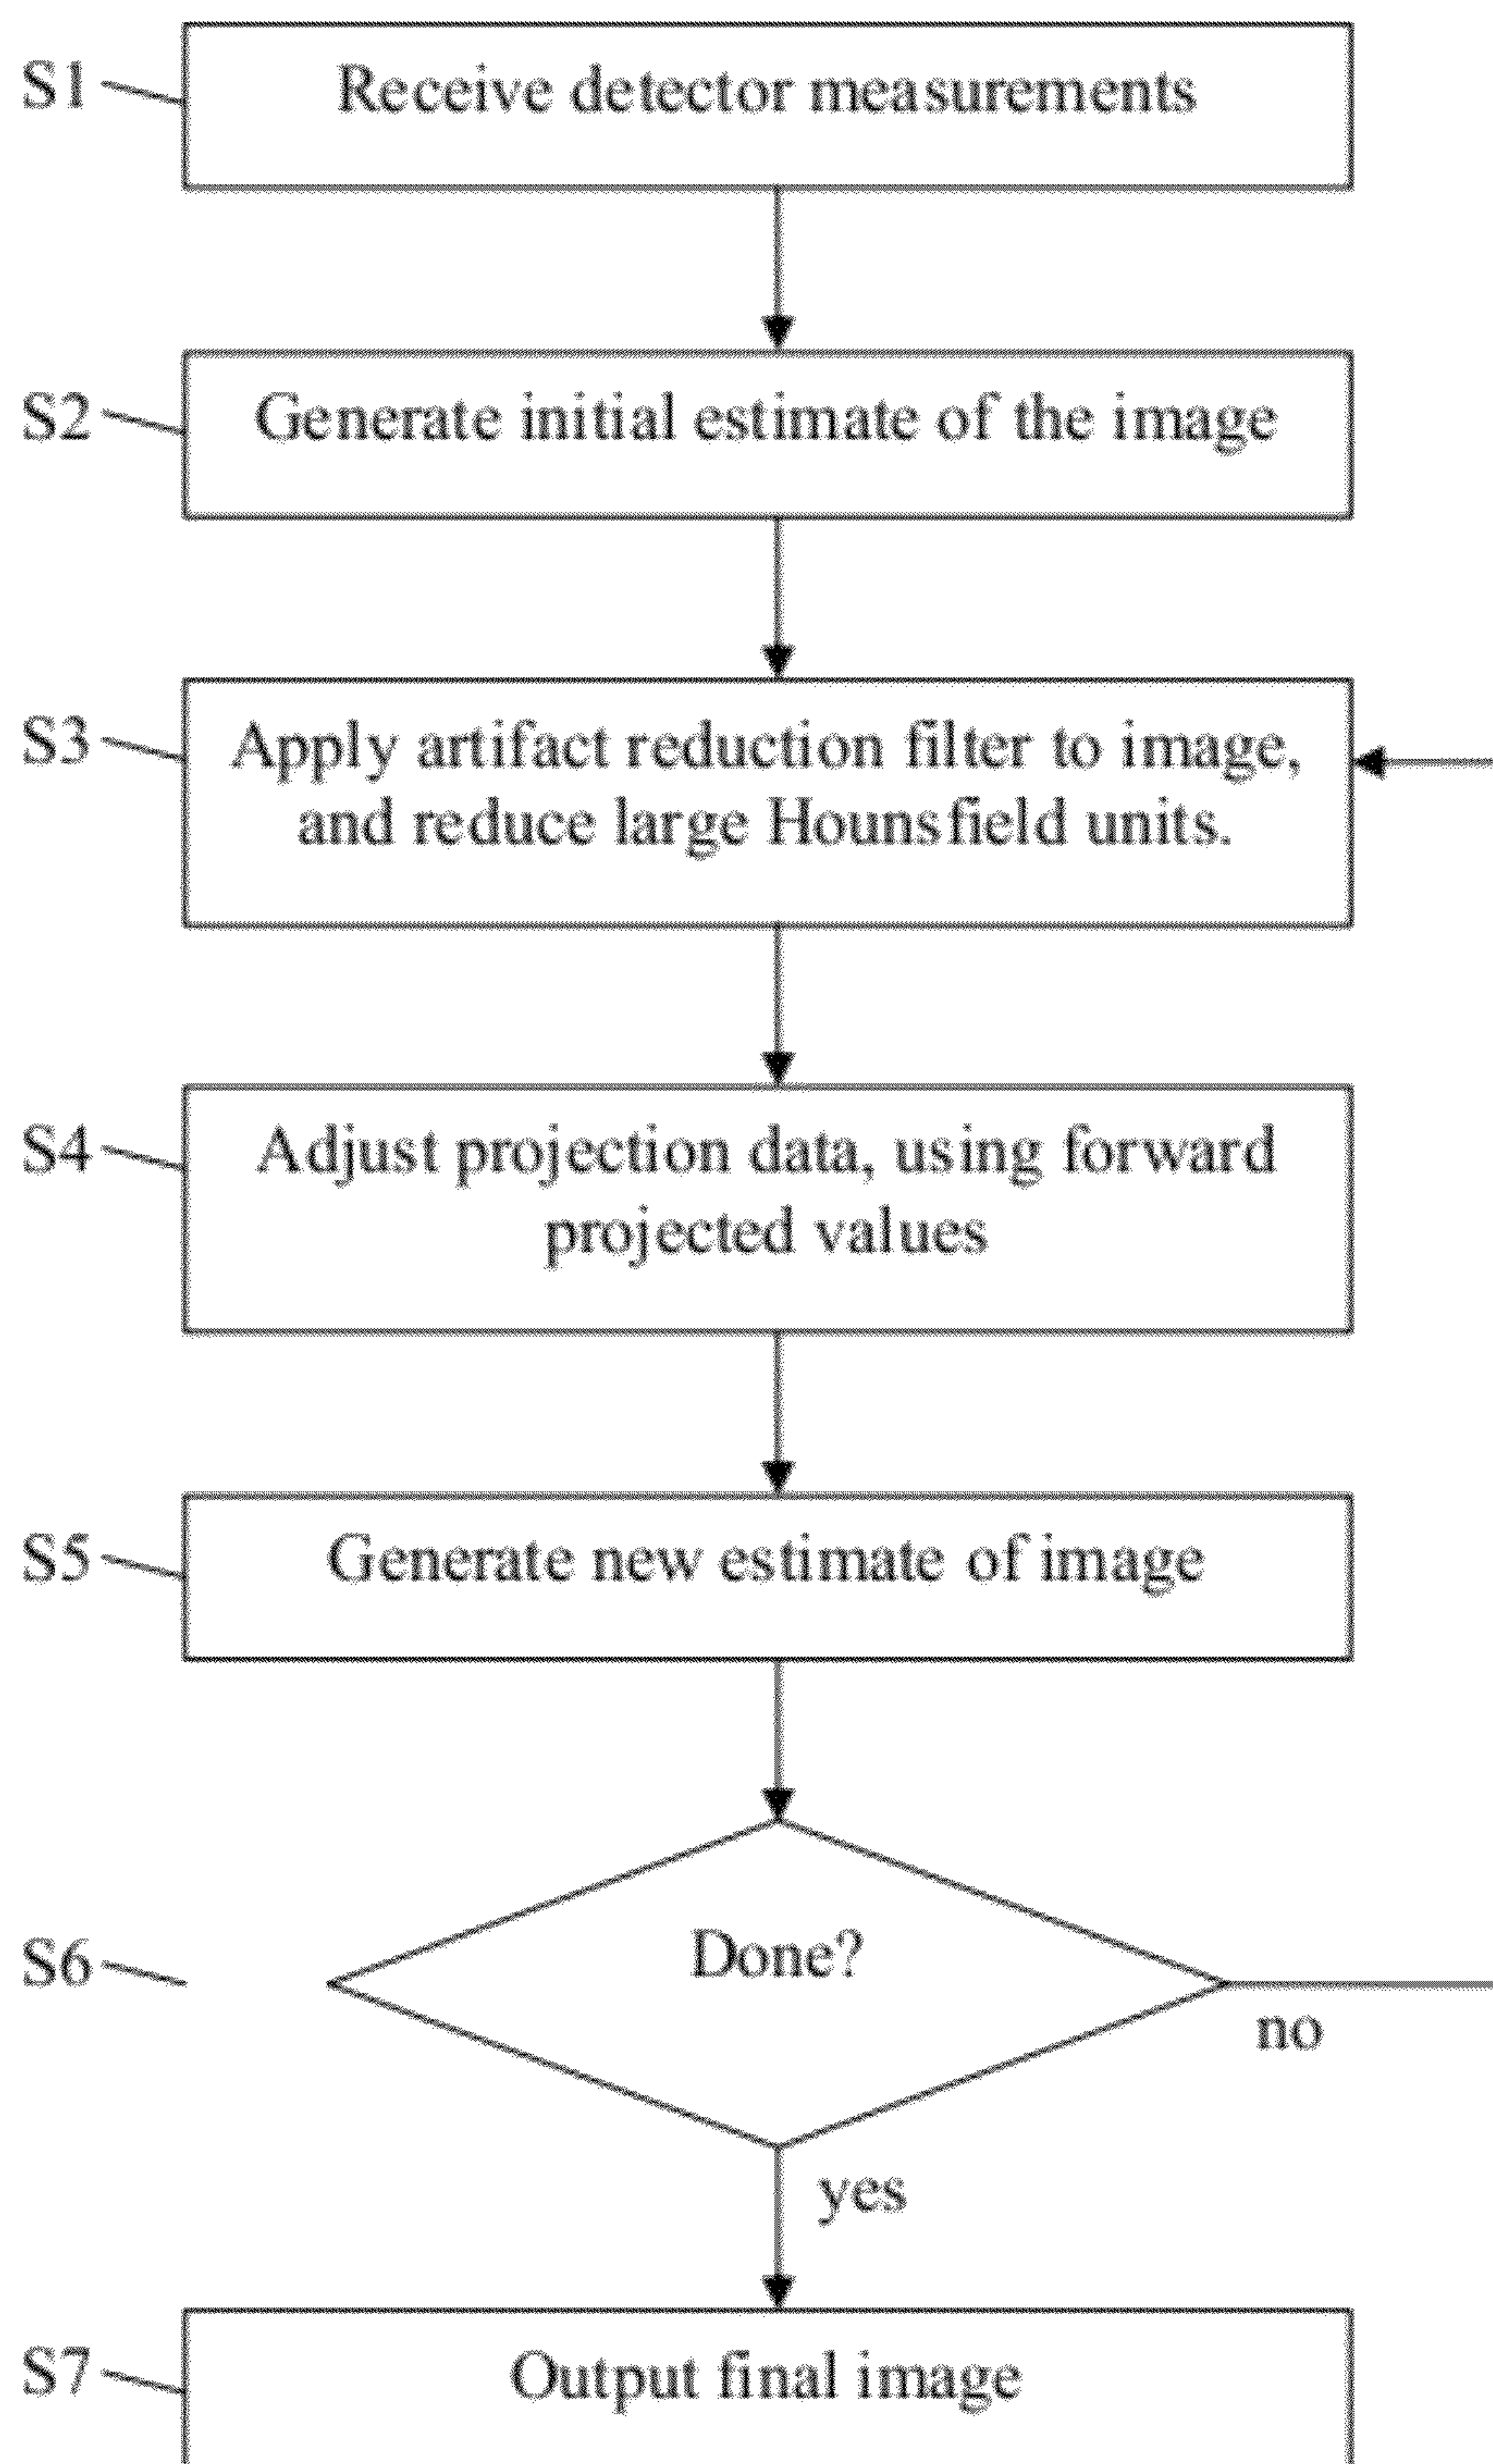 S1
Receive detector measurements
S2
Generate initial estimate of the image
S3
Apply artifact reduction filter to image,
and reduce large Hounsfield units.
S4
Adjust projection data, using forward
projected values
S5
Generate new estimate of image
S6
Done?
no
yes
S7
Output final image